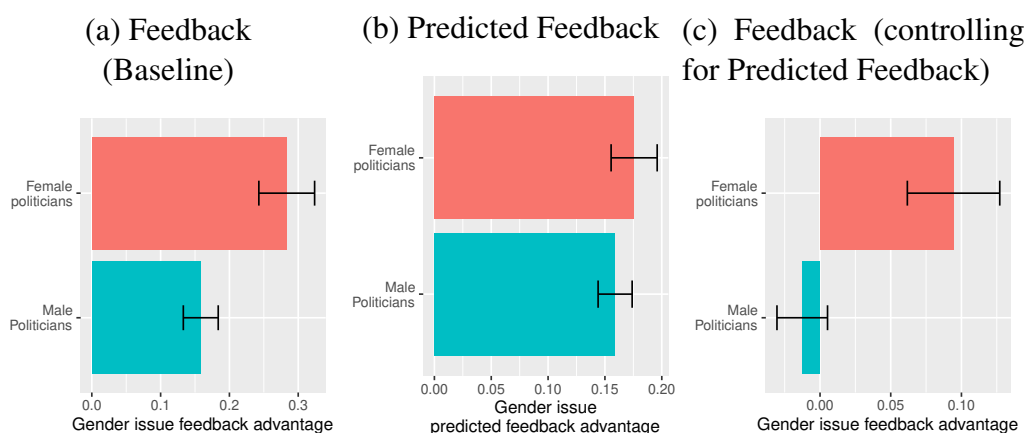 (a) Feedback
(Baseline)
Female
politicians
Male
Politicians
0.0 0.1 0.2 0.3
Gender issue feedback advantage
(b) Predicted Feedback
Female
politicians
Male
Politicians
0.00 0.05 0.10 0.15 0.20
Gender issue
predicted feedback advantage
(c) Feedback (controlling
for Predicted Feedback)
Female
politicians
Male
Politicians
0.00 0.10
Gender issue feedback advantage